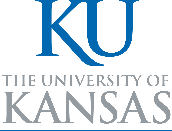 KU
THE UNIVERSITY OF
KANSAS